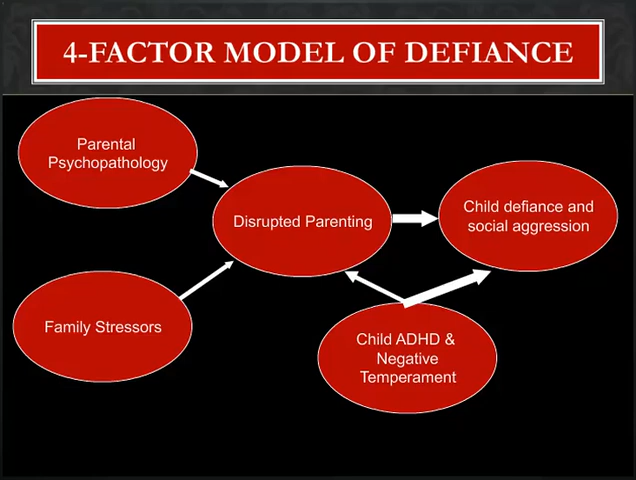 4-FACTOR MODEL OF DEFIANCE
Parental
Psychopathology
Disrupted Parenting
Child defiance and
social aggression
Family Stressors
Child ADHD &
Negative
Temperament